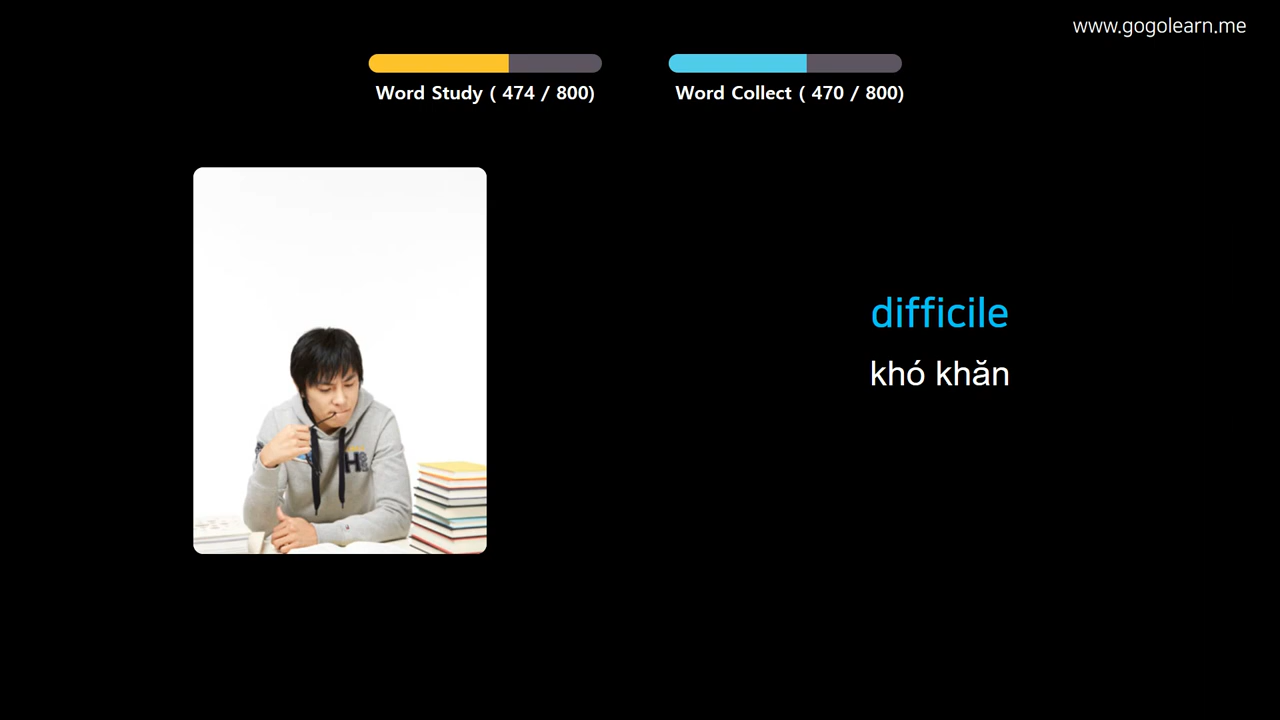 www.gogolearn.me
Word Study ( 474 / 800)
Word Collect ( 470 / 800)
difficile
khó khăn
H